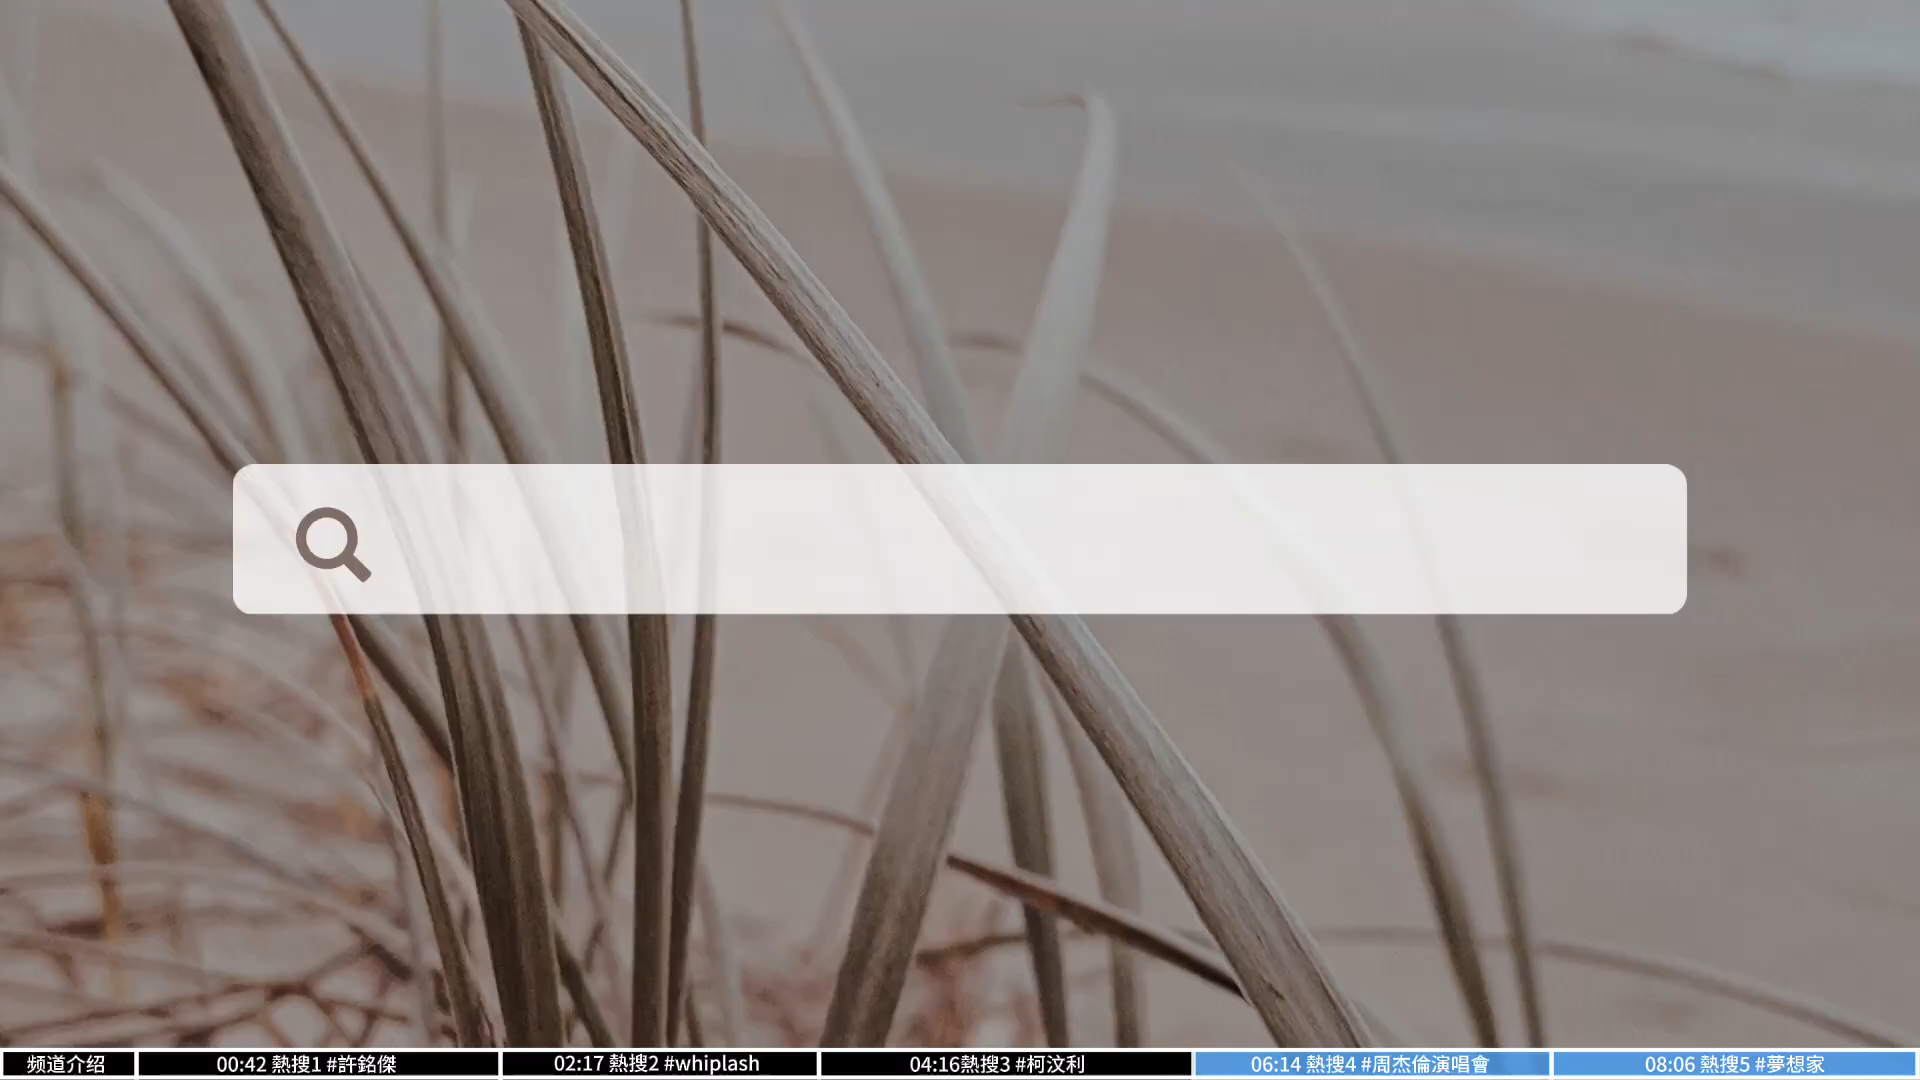 频道介绍
00:42 熱搜1 #許銘傑
02:17 熱搜2 #whiplash
04:16熱搜3 #柯汶利
06:14 熱搜4 #周杰倫演唱會
08:06 熱搜5 #夢想家